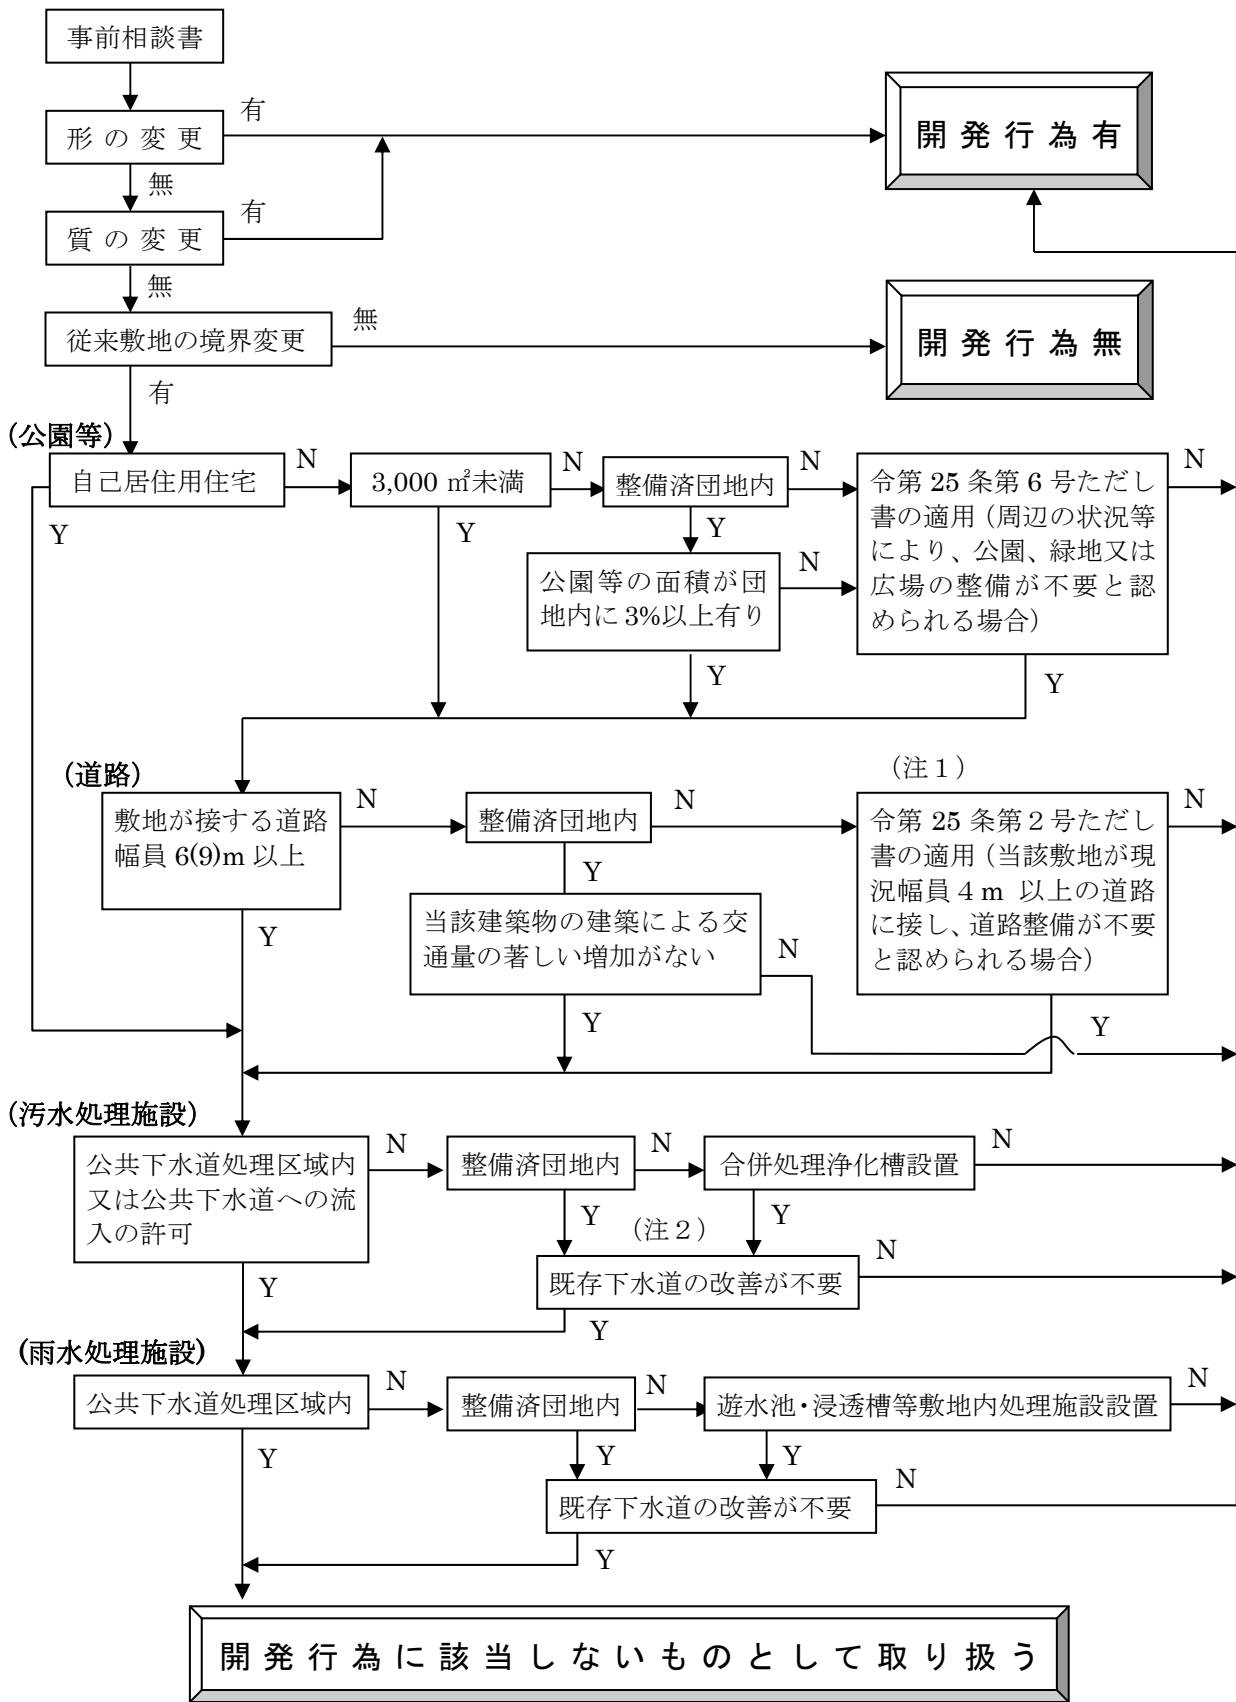 事前相談書
形の変更
有
開発行為有
無
質の変更
有
無
従来敷地の境界変更
無
開発行為無
有
(公園等)
自己居住用住宅
N
Y
3,000 ㎡未満
N
Y
整備済団地内
N
Y
公園等の面積が団
地内に 3%以上有り
N
Y
令第 25 条第 6 号ただし
書の適用（周辺の状況等
により、公園、緑地又は
広場の整備が不要と認
められる場合）
N
Y
(道路)
敷地が接する道路
幅員 6(9)m 以上
N
Y
整備済団地内
N
Y
当該建築物の建築による交
通量の著しい増加がない
N
Y
（注１）
令第 25 条第２号ただし
書の適用（当該敷地が現
況幅員４m 以上の道路
に接し、道路整備が不要
と認められる場合）
N
Y
(汚水処理施設)
公共下水道処理区域内
又は公共下水道への流
入の許可
N
Y
整備済団地内
N
Y
合併処理浄化槽設置
N
Y
（注２）
既存下水道の改善が不要
N
Y
(雨水処理施設)
公共下水道処理区域内
N
Y
整備済団地内
N
Y
遊水池・浸透槽等敷地内処理施設設置
N
Y
既存下水道の改善が不要
N
Y
開発行為に該当しないものとして取り扱う